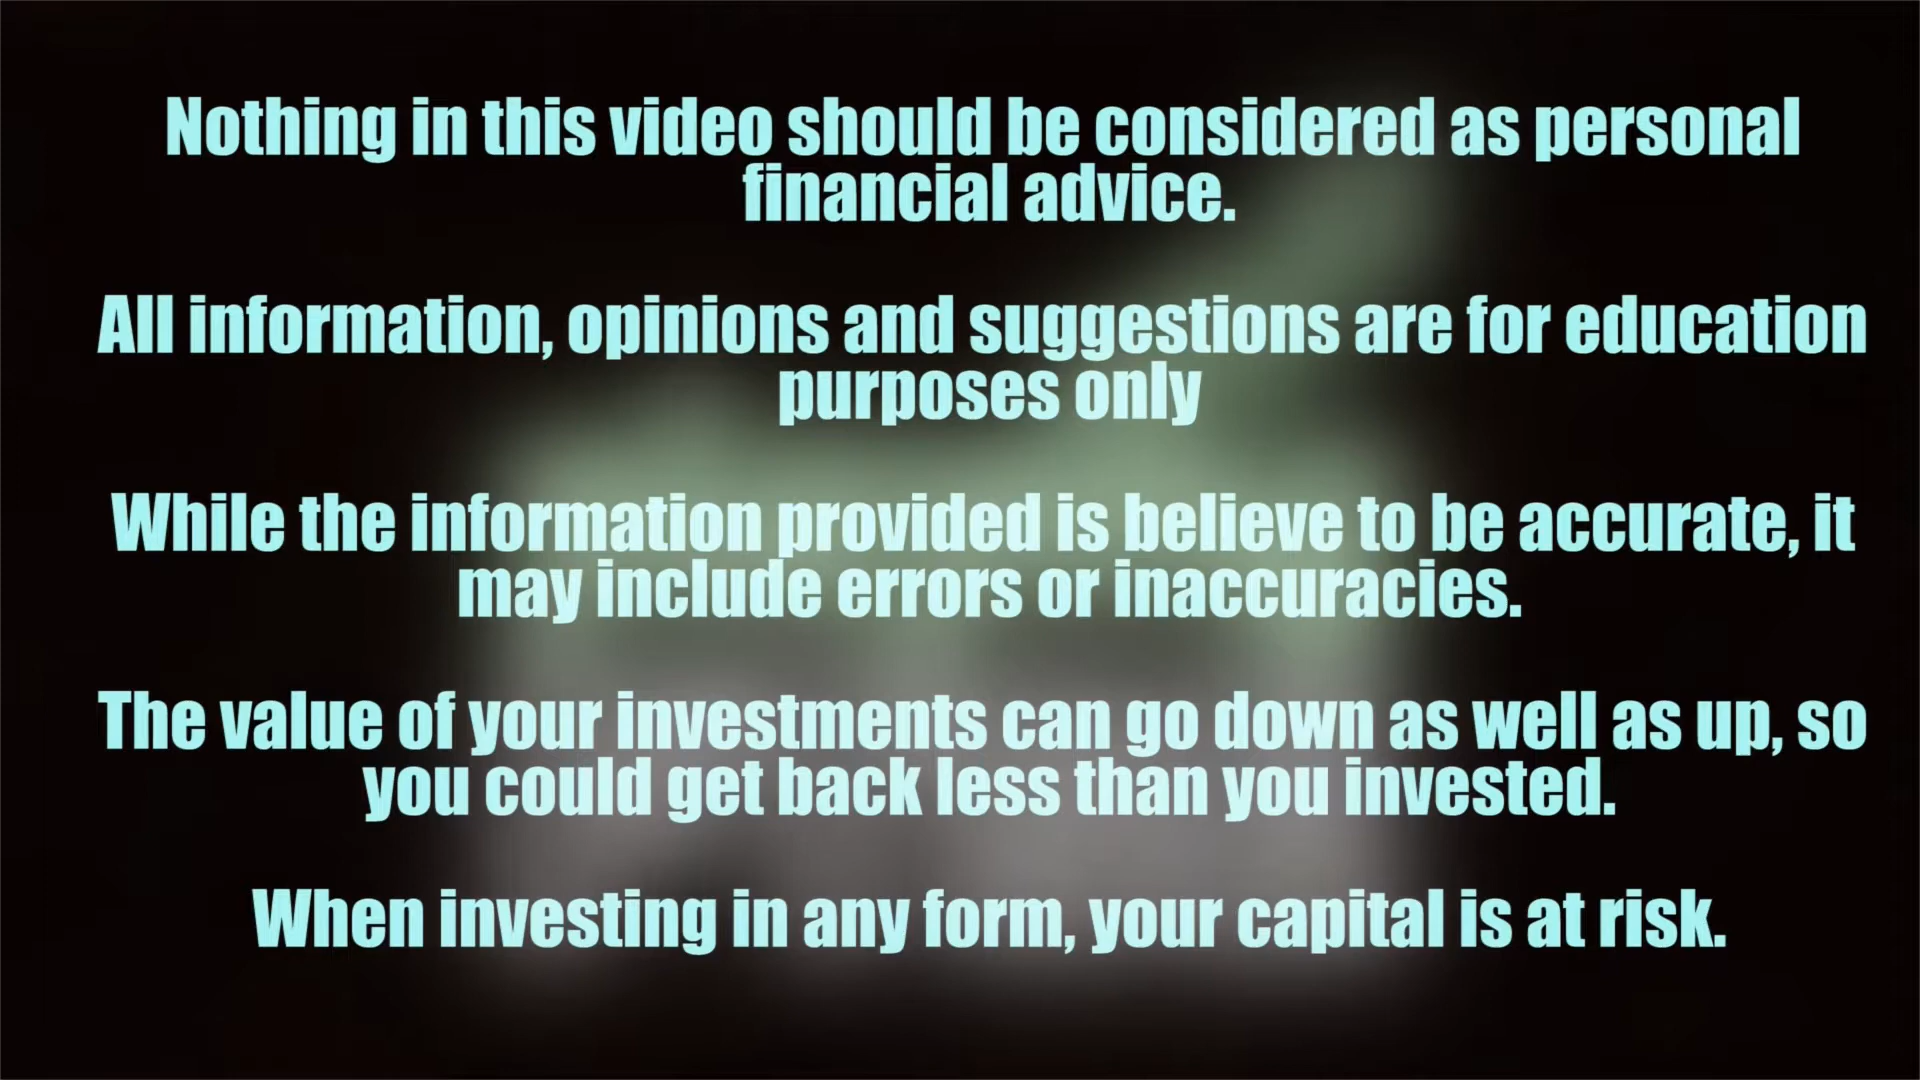 Nothing in this video should be considered as personal
financial advice.
All information, opinions and suggestions are for education
purposes only
While the information provided is believe to be accurate, it
may include errors or inaccuracies.
The value of your investments can go down as well as up, so
you could get back less than you invested.
When investing in any form, your capital is at risk.